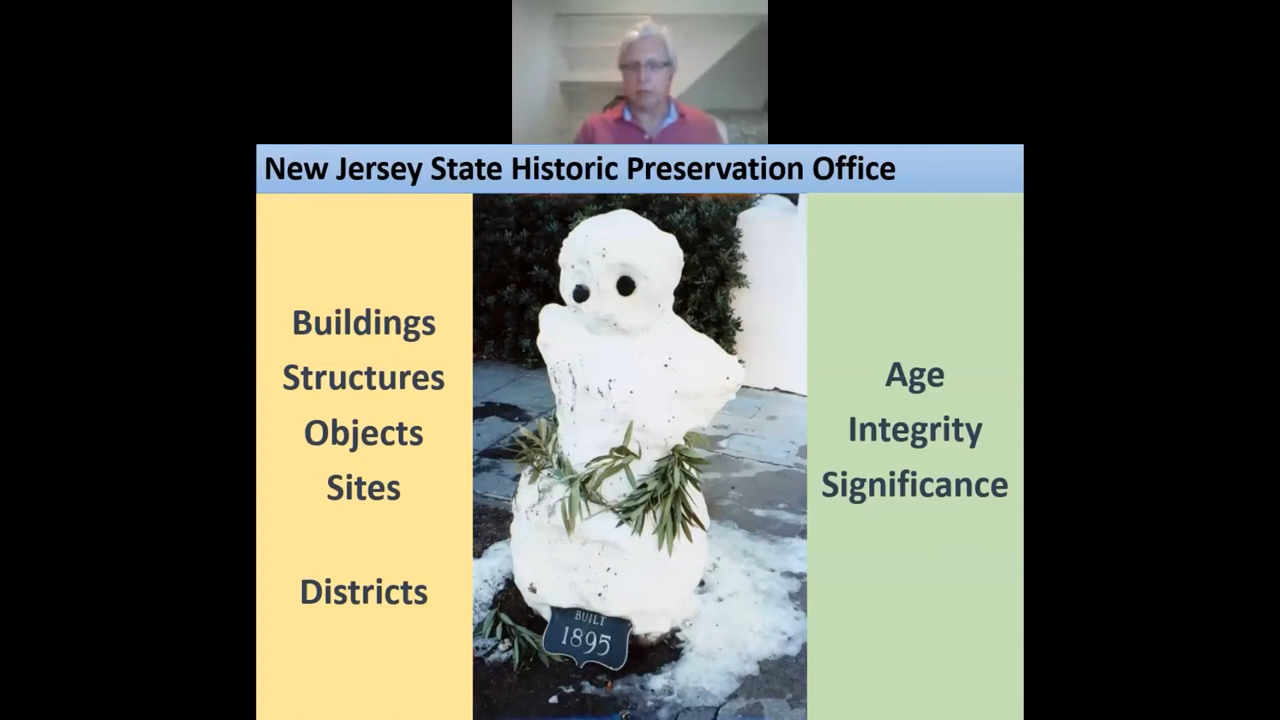 New Jersey State Historic Preservation Office
Buildings
Structures
Objects
Sites
Districts
BUILT
1895
Age
Integrity
Significance